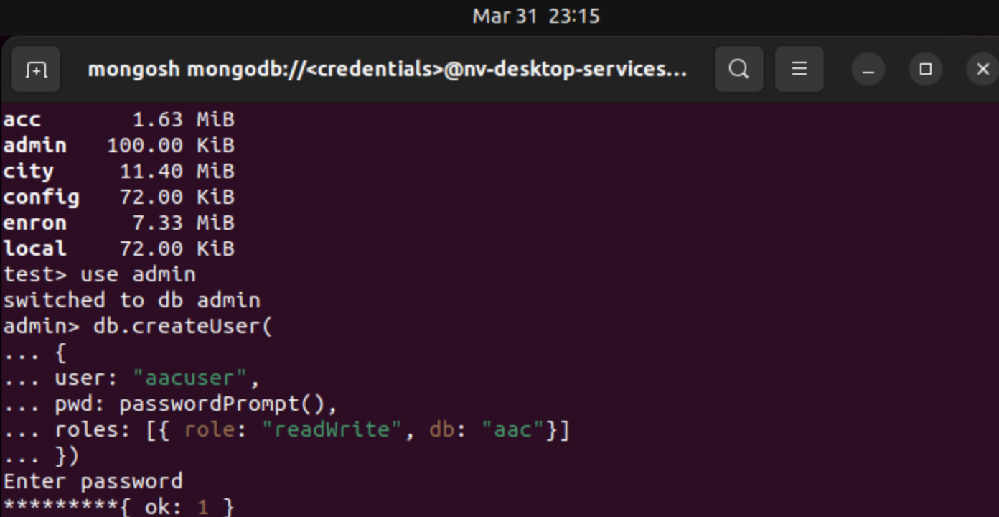 Mar 31 23:15
mongosh mongodb://<credentials>@nv-desktop-services...
acc 1.63 MiB
admin 100.00 KiB
city 11.40 MiB
config 72.00 KiB
enron 7.33 MiB
local 72.00 KiB
test> use admin
switched to db admin
admin> db.createUser(
... {
... user: "aacuser",
... pwd: passwordPrompt(),
... roles: [{ role: "readWrite", db: "aac"}]
... })
Enter password
*********{ ok: 1 }